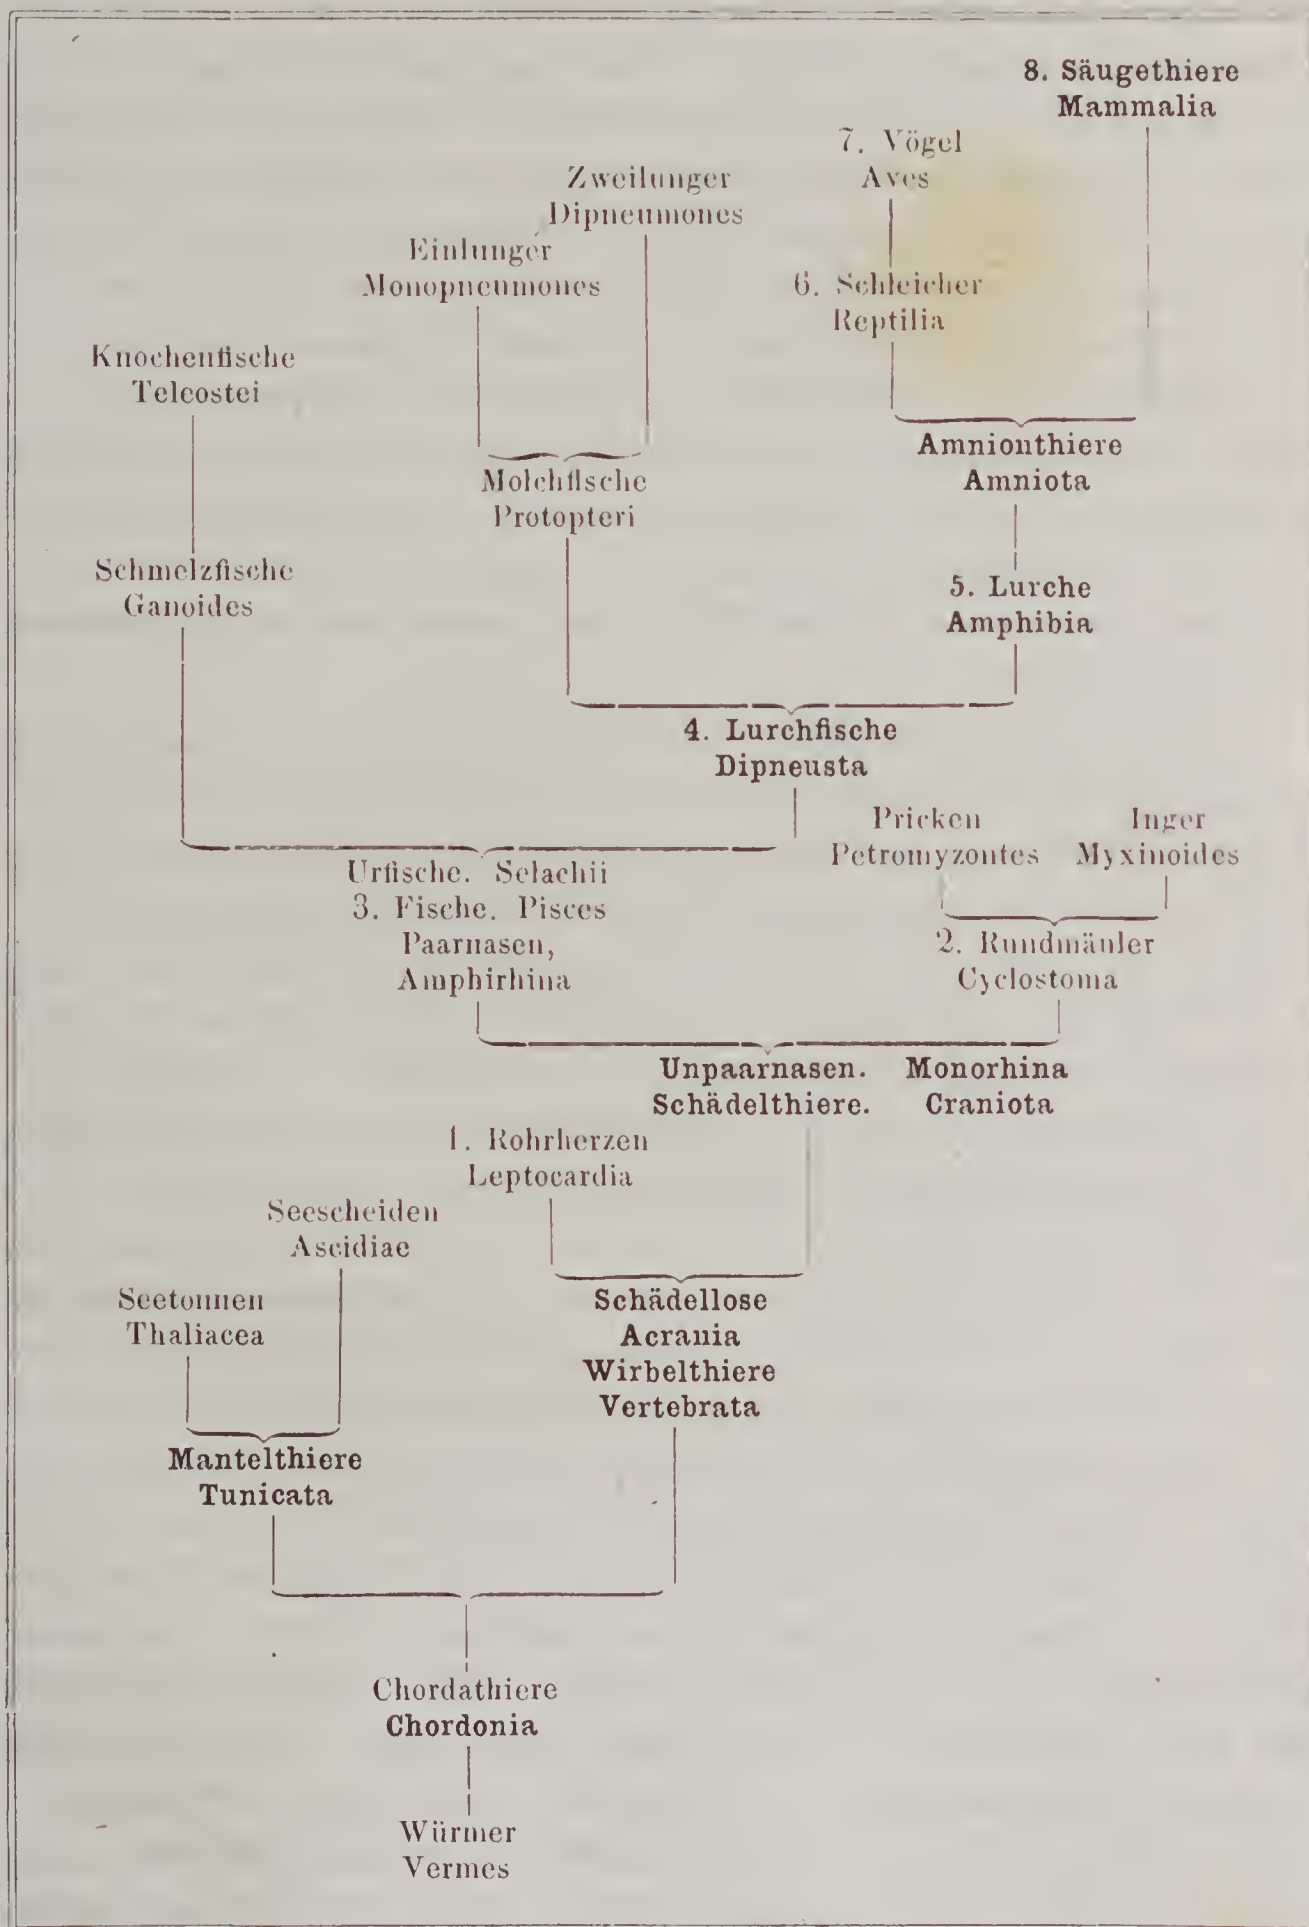 8. Säugethiere
Mammalia
7. Vögel
Aves
Zweilunger
Dipneumones
Einlunger
Monopneumones
6. Schleicher
Reptilia
Knochenfische
Teleostei
Amnionthiere
Amniota
Molchfische
Protopteri
Schmelzfische
Ganoides
5. Lurche
Amphibia
4. Lurchfische
Dipneusta
Pricken
Petromyzontes
Inger
Myxinoides
Urfische. Selachii
3. Fische. Pisces
Paarnasen,
Amphirhina
2. Rundmäuler
Cyclostoma
Unpaarnasen. Monorhina
Schädelthiere. Craniota
1. Rohrherzen
Leptocardia
Seescheiden
Ascidiae
Seetonnen
Thaliacea
Schädellose
Acrania
Wirbelthiere
Vertebrata
Mantelthiere
Tunicata
Chordathiere
Chordonia
Würmer
Vermes